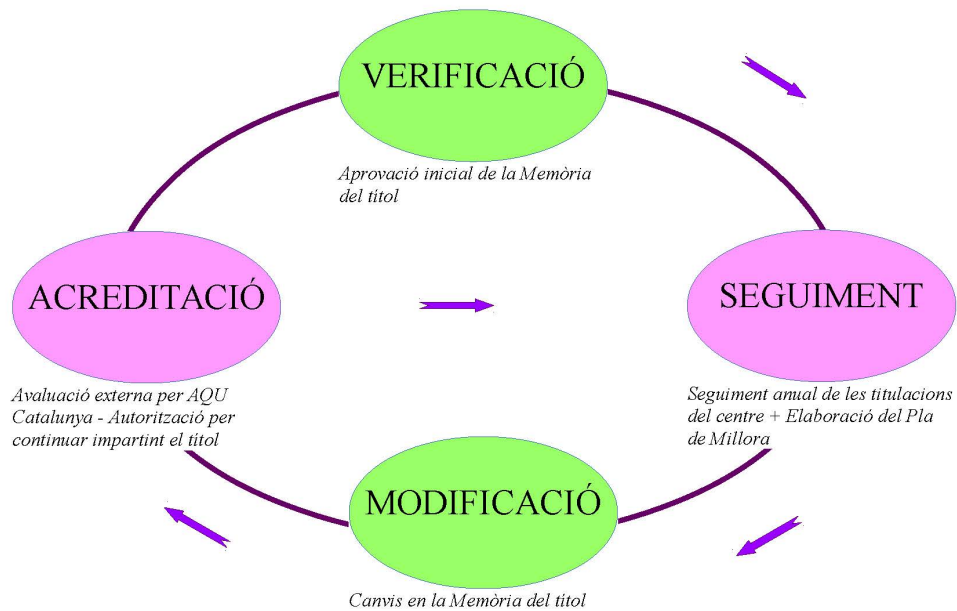 VERIFICACIÓ
Aprovació inicial de la Memòria
del títol
ACREDITACIÓ
Avaluació externa per AQU
Catalunya - Autorització per
continuar impartint el títol
SEGUIMENT
Seguiment anual de les titulacions
del centre + Elaboració del Pla
de Millora
MODIFICACIÓ
Canvis en la Memòria del títol